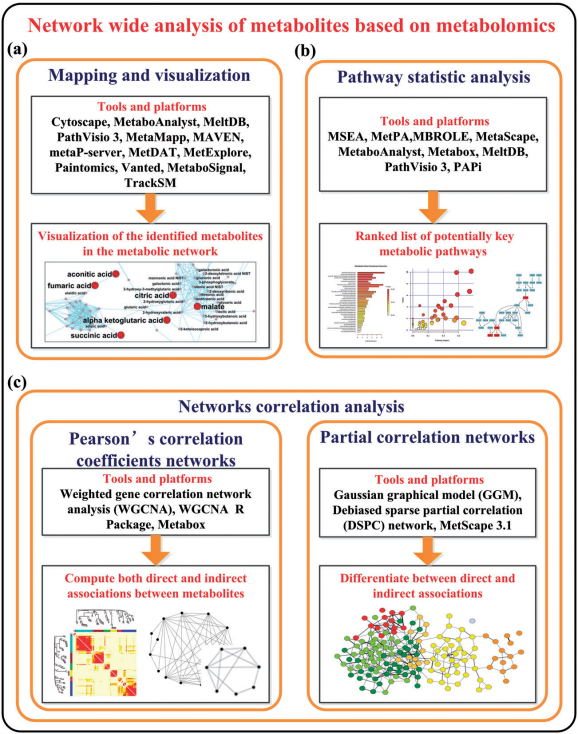 Network wide analysis of metabolites based on metabolomics
(a)
Mapping and visualization
Tools and platforms
Cytoscape, MetaboAnalyst, MeltDB,
PathVisio 3, MetaMapp, MAVEN,
metaP-server, MetDAT, MetExplore,
Paintomics, Vanted, MetaboSignal,
TrackSM
Visualization of the identified metabolites
in the metabolic network
aconitic acid
fumaric acid
citric acid
malate
alpha ketoglutaric acid
succinic acid
(b)
Pathway statistic analysis
Tools and platforms
MSEA, MetPA,MBROLE, MetaScape,
MetaboAnalyst, Metabox, MeltDB,
PathVisio 3, PAPi
Ranked list of potentially key
metabolic pathways
(c)
Networks correlation analysis
Pearson’s correlation
coefficients networks
Tools and platforms
Weighted gene correlation network
analysis (WGCNA), WGCNA R
Package, Metabox
Compute both direct and indirect
associations between metabolites
Partial correlation networks
Tools and platforms
Gaussian graphical model (GGM),
Debiased sparse partial correlation
(DSPC) network, MetScape 3.1
Differentiate between direct and
indirect associations